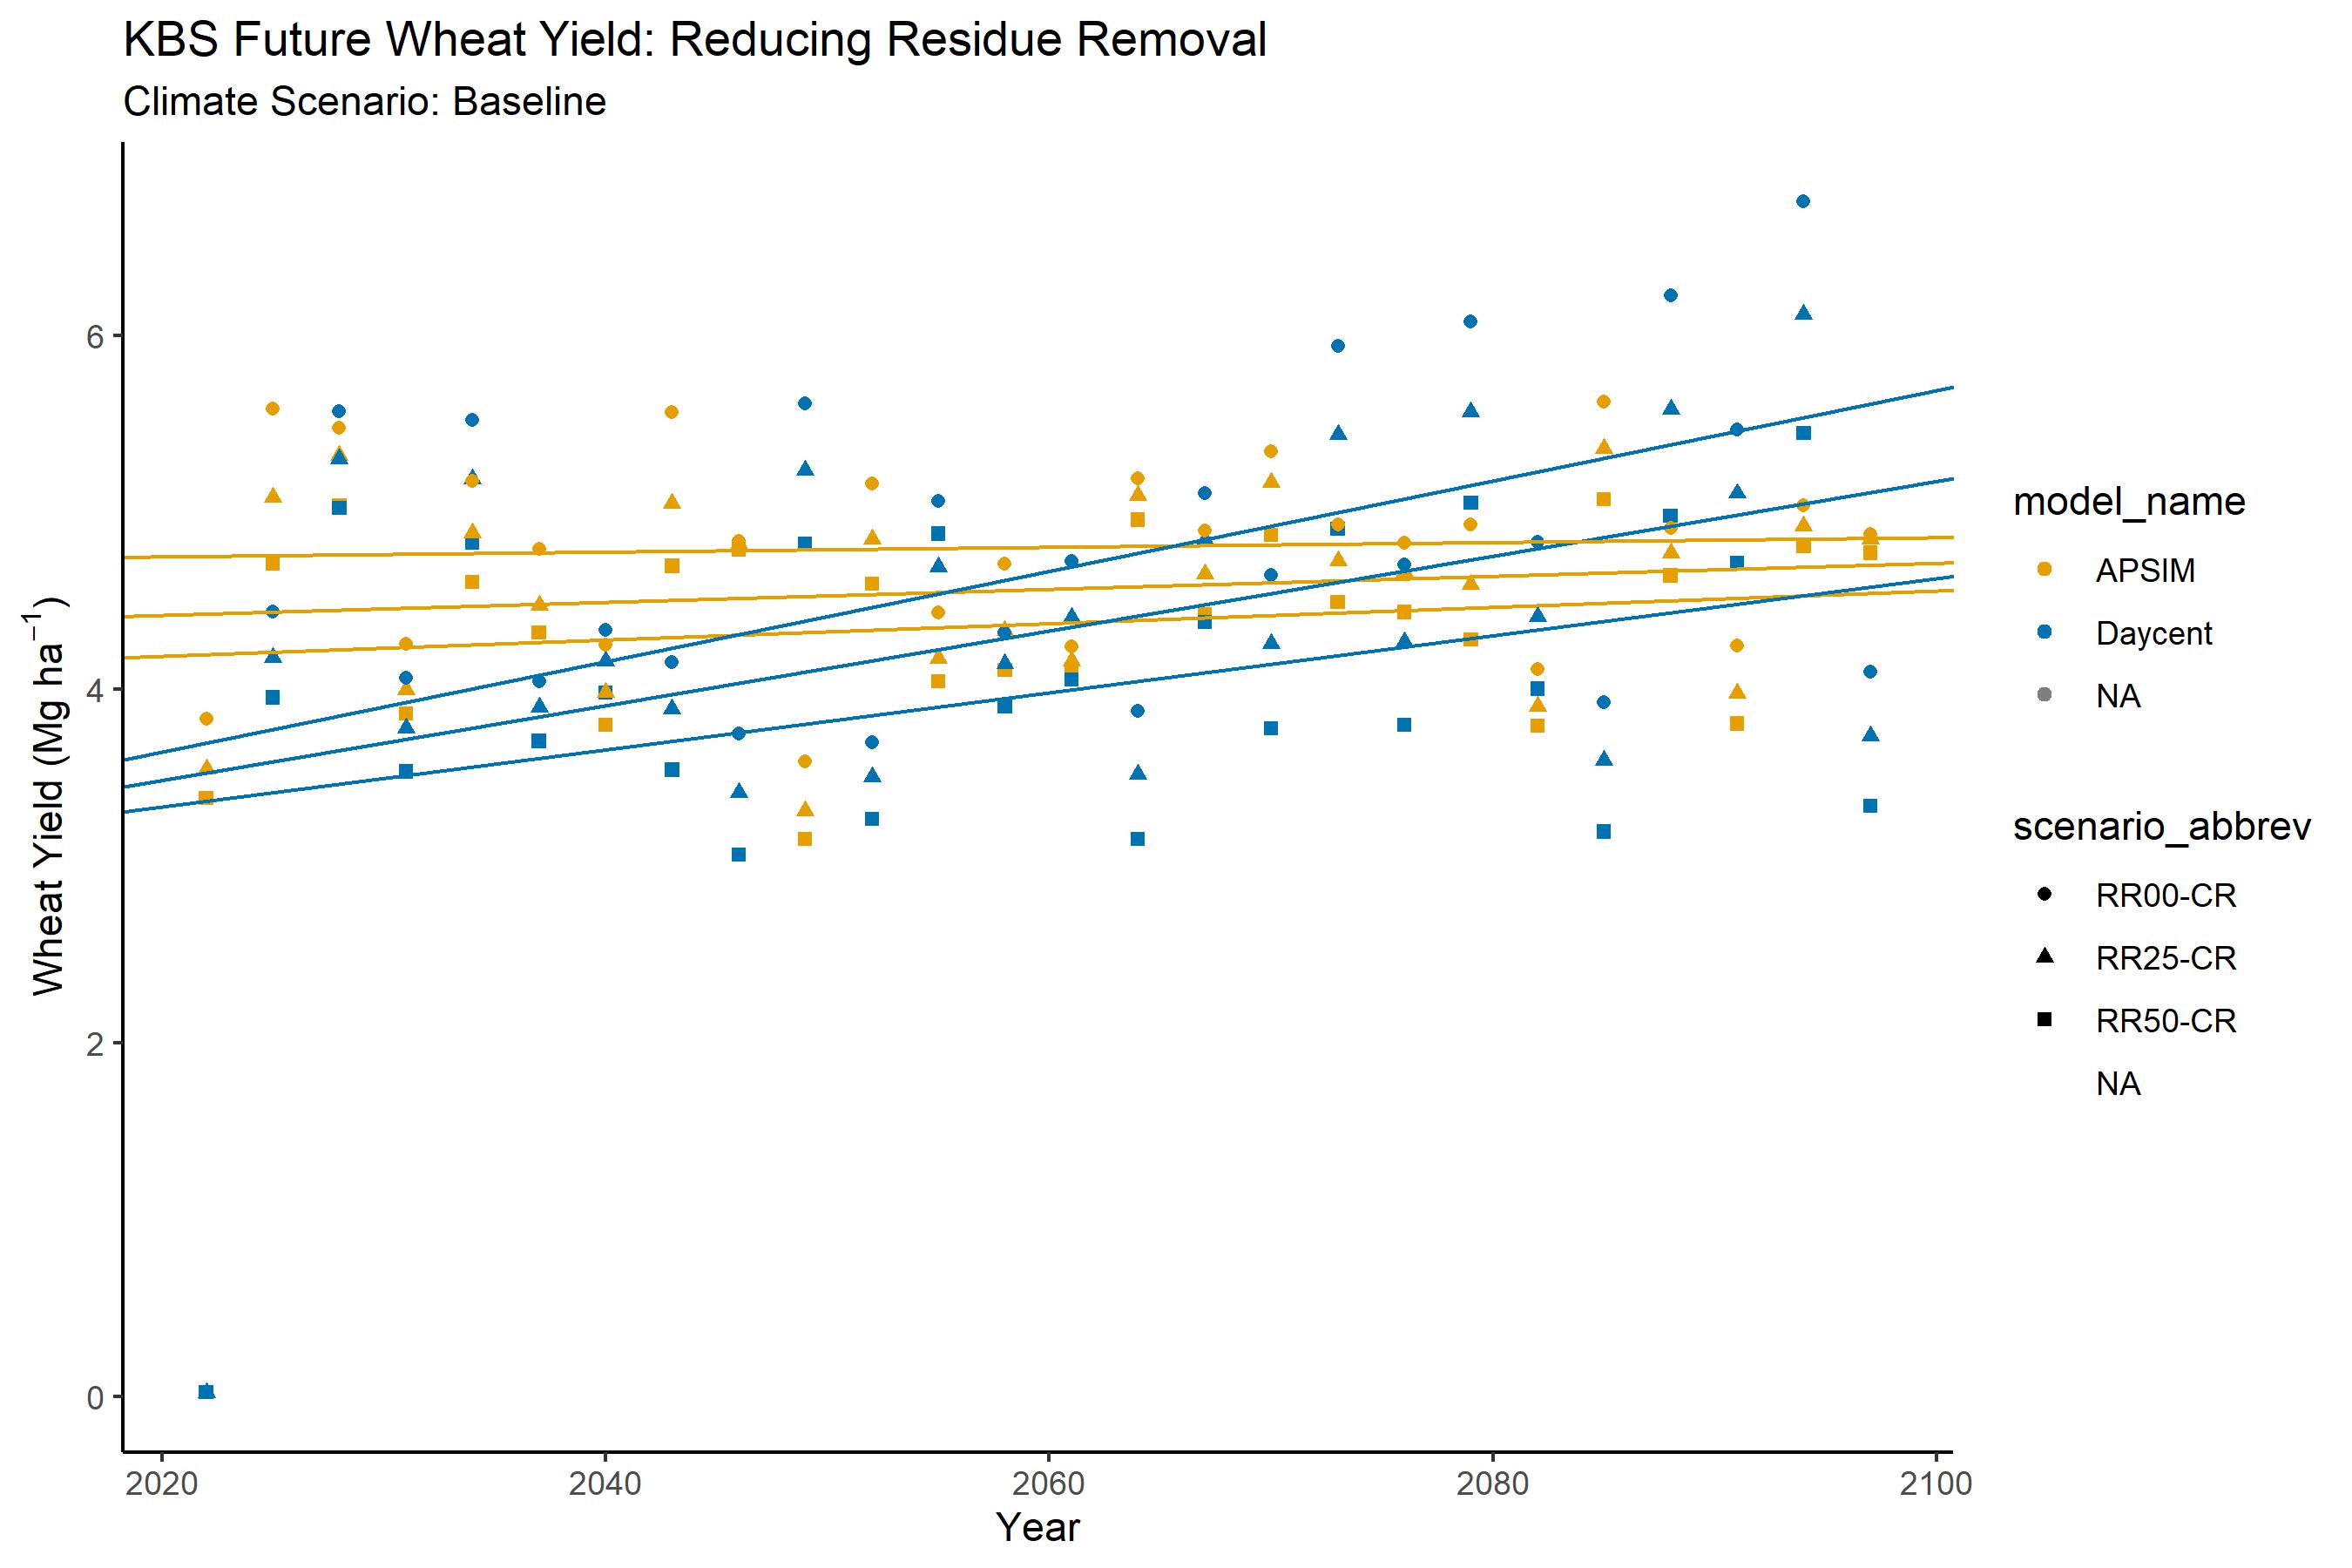 KBS Future Wheat Yield: Reducing Residue Removal
Climate Scenario: Baseline
Wheat Yield (Mg ha⁻¹)
6
4
2
0
2020
2040
2060
2080
2100
Year
model_name
APSIM
Daycent
NA
scenario_abbrev
RR00-CR
RR25-CR
RR50-CR
NA